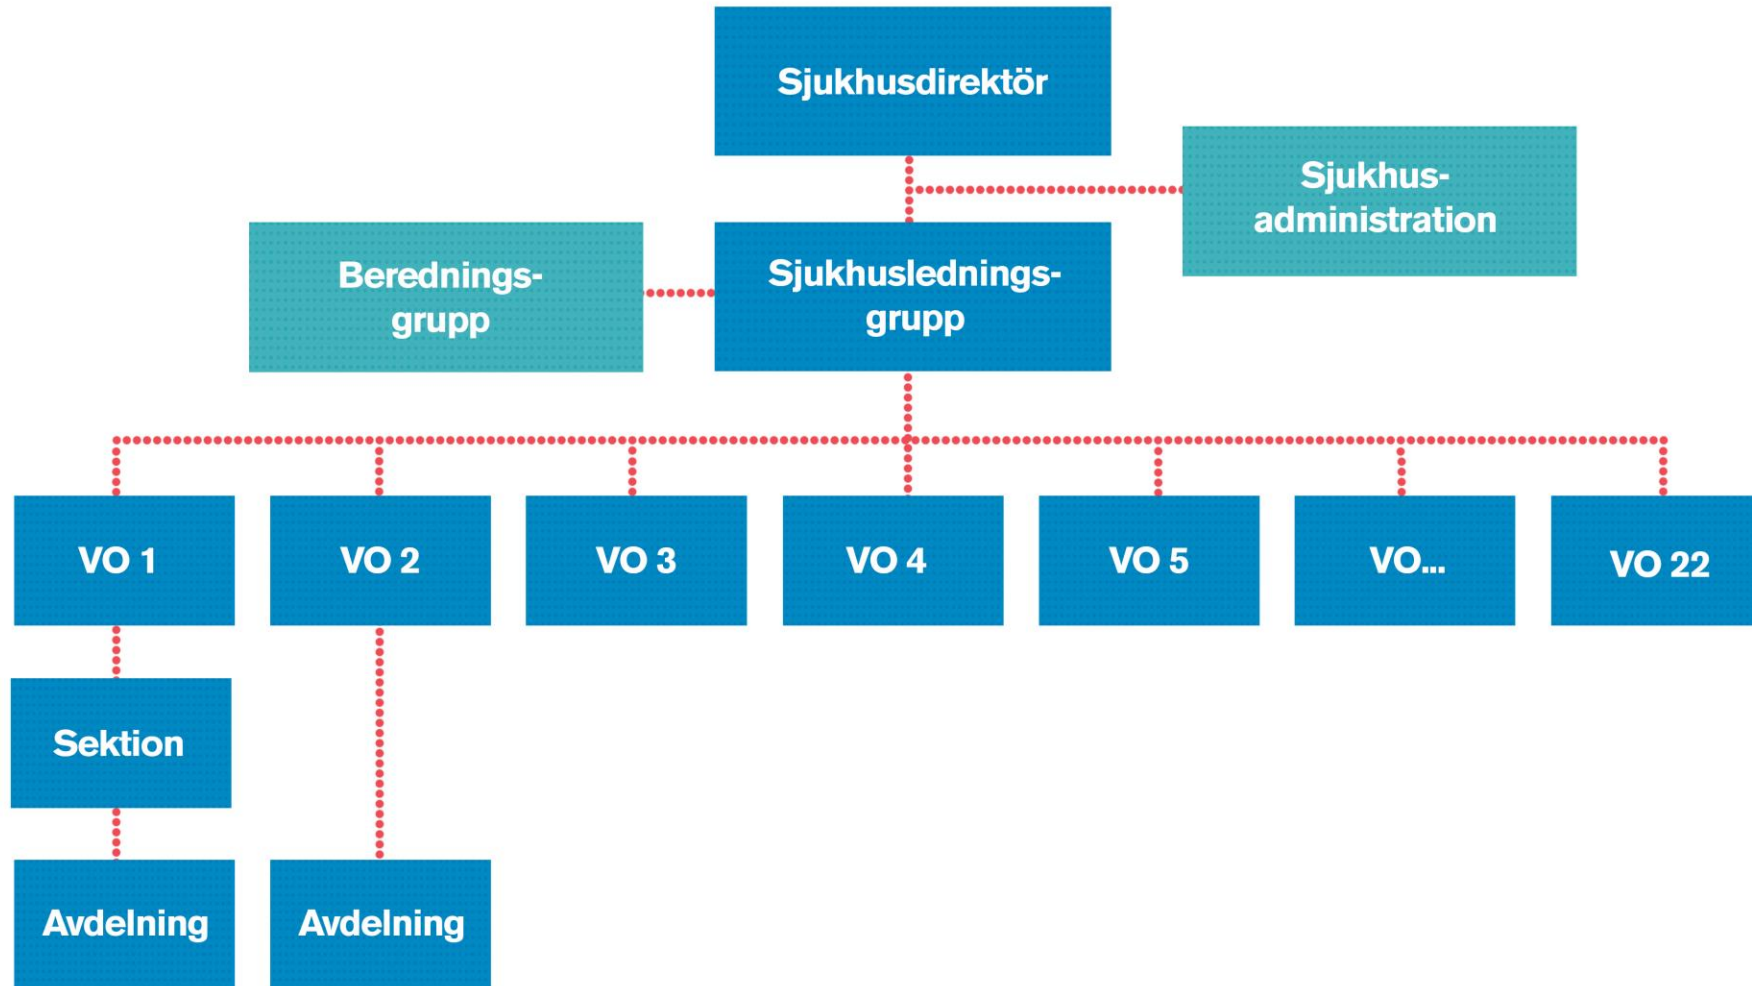 Sjukhusdirektör
Sjukhus-
administration
Berednings-
grupp
Sjukhuslednings-
grupp
VO 1
VO 2
VO 3
VO 4
VO 5
VO...
VO 22
Sektion
Avdelning
Avdelning